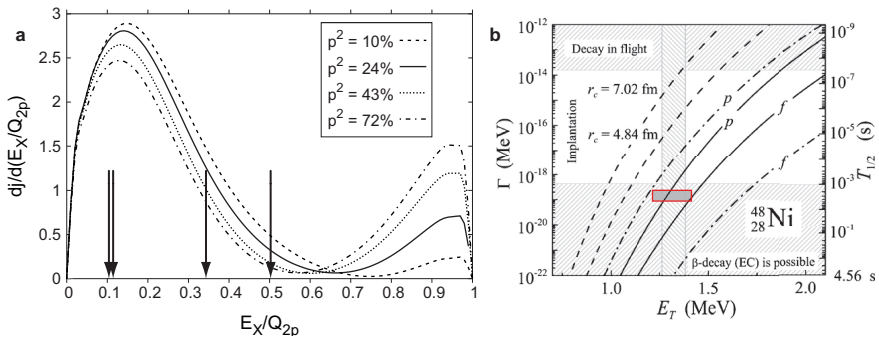 a
p² = 10%
p² = 24%
p² = 43%
p² = 72%
dj/d(E_X/Q_2p)
3
2.5
2
1.5
1
0.5
0
0 0.1 0.2 0.3 0.4 0.5 0.6 0.7 0.8 0.9 1
E_X/Q_2p
b
10⁻¹²
10⁻¹⁴
10⁻¹⁶
10⁻¹⁸
10⁻²⁰
10⁻²²
Γ (MeV)
Decay in flight
Implantation
r_c = 7.02 fm
r_c = 4.84 fm
p
p
f
f
⁴⁸₂₈Ni
β-decay (EC) is possible
10⁻⁹
10⁻⁷
10⁻⁵
10⁻³
10⁻¹
4.56 s
T_1/2 (s)
1.0 1.5 2.0
E_T (MeV)